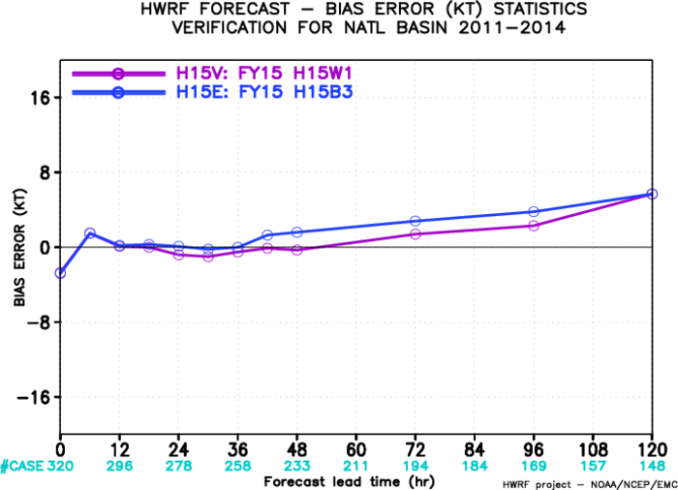 HWRF FORECAST – BIAS ERROR (KT) STATISTICS
VERIFICATION FOR NATL BASIN 2011–2014
H15V: FY15 H15W1
H15E: FY15 H15B3
16
8
0
−8
−16
BIAS ERROR (KT)
0 12 24 36 48 60 72 84 96 108 120
#CASE 320 296 278 258 233 211 194 184 169 157 148
Forecast lead time (hr)
HWRF project – NOAA/NCEP/EMC